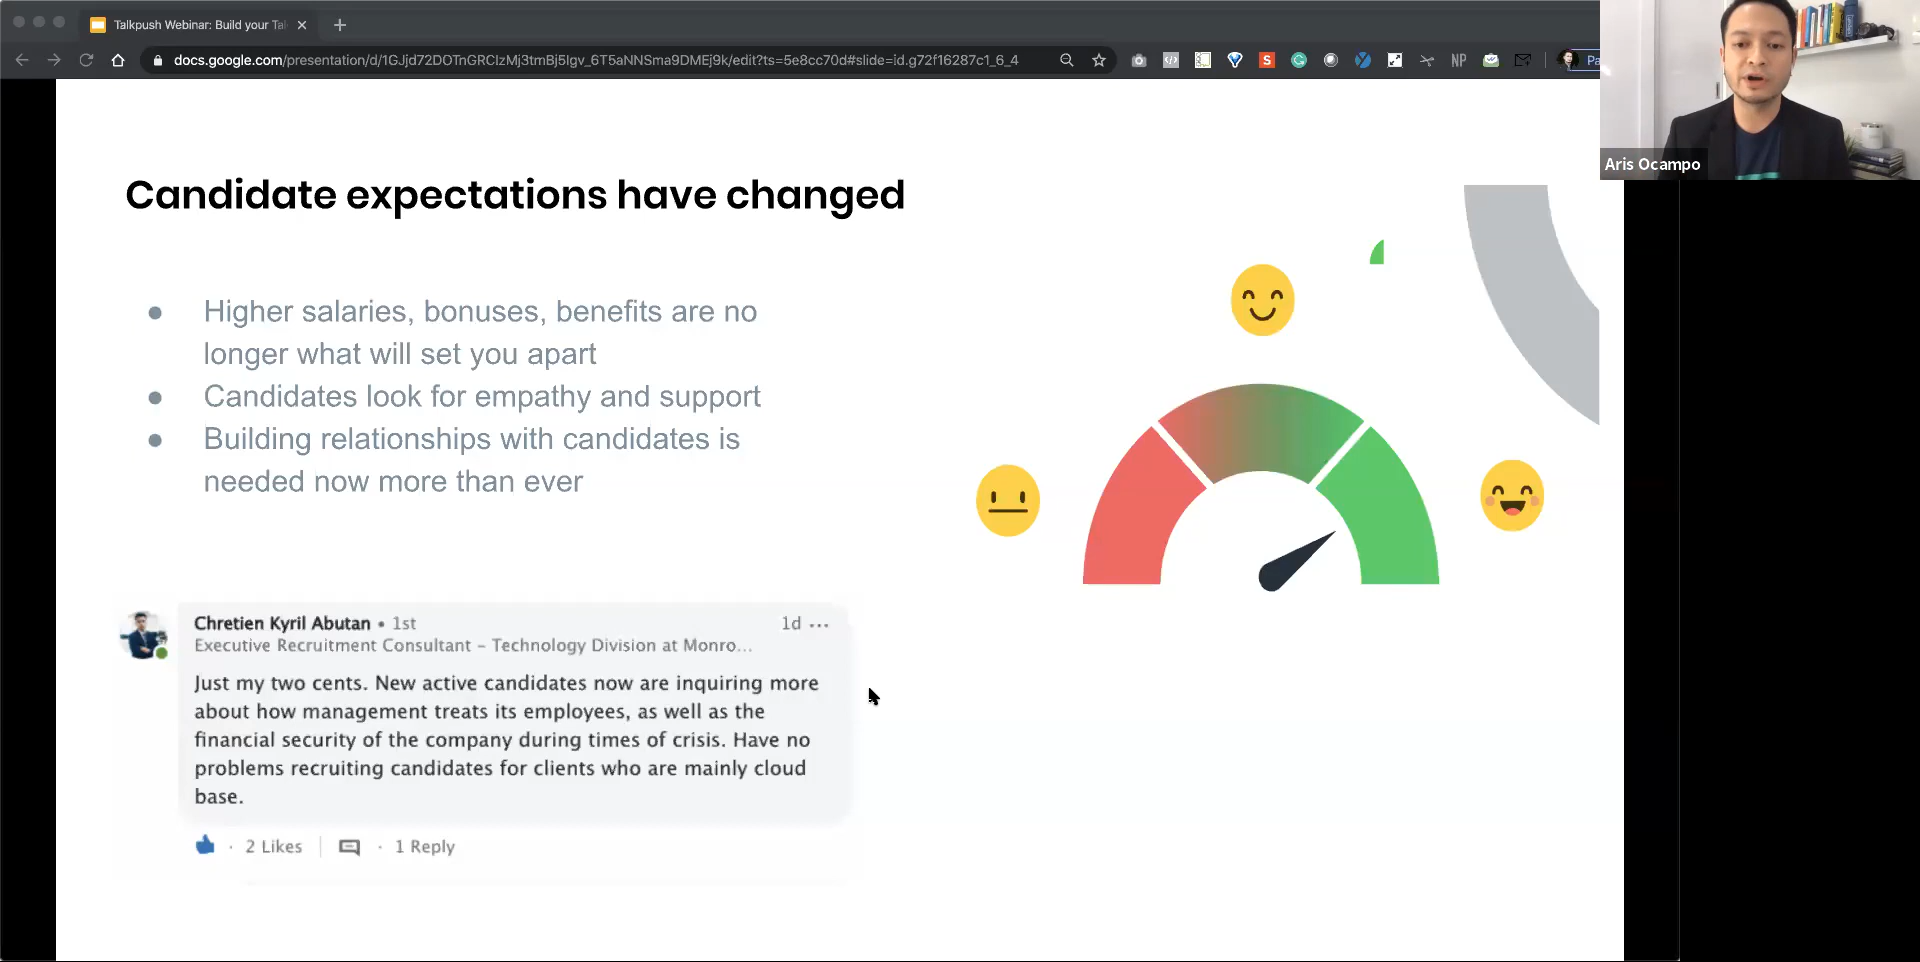 Talkpush Webinar: Build your Tal
docs.google.com/presentation/d/1GJjd72DOTnGRCIzMj3tmBj5Igv_6T5aNNSma9DMEj9k/edit?ts=5e8cc70d#slide=id.g72f16287c1_6_4
NP
Pa
Aris Ocampo
Candidate expectations have changed
● Higher salaries, bonuses, benefits are no
longer what will set you apart
● Candidates look for empathy and support
● Building relationships with candidates is
needed now more than ever
Chretien Kyril Abutan • 1st
1d ...
Executive Recruitment Consultant – Technology Division at Monro...
Just my two cents. New active candidates now are inquiring more
about how management treats its employees, as well as the
financial security of the company during times of crisis. Have no
problems recruiting candidates for clients who are mainly cloud
base.
2 Likes
1 Reply